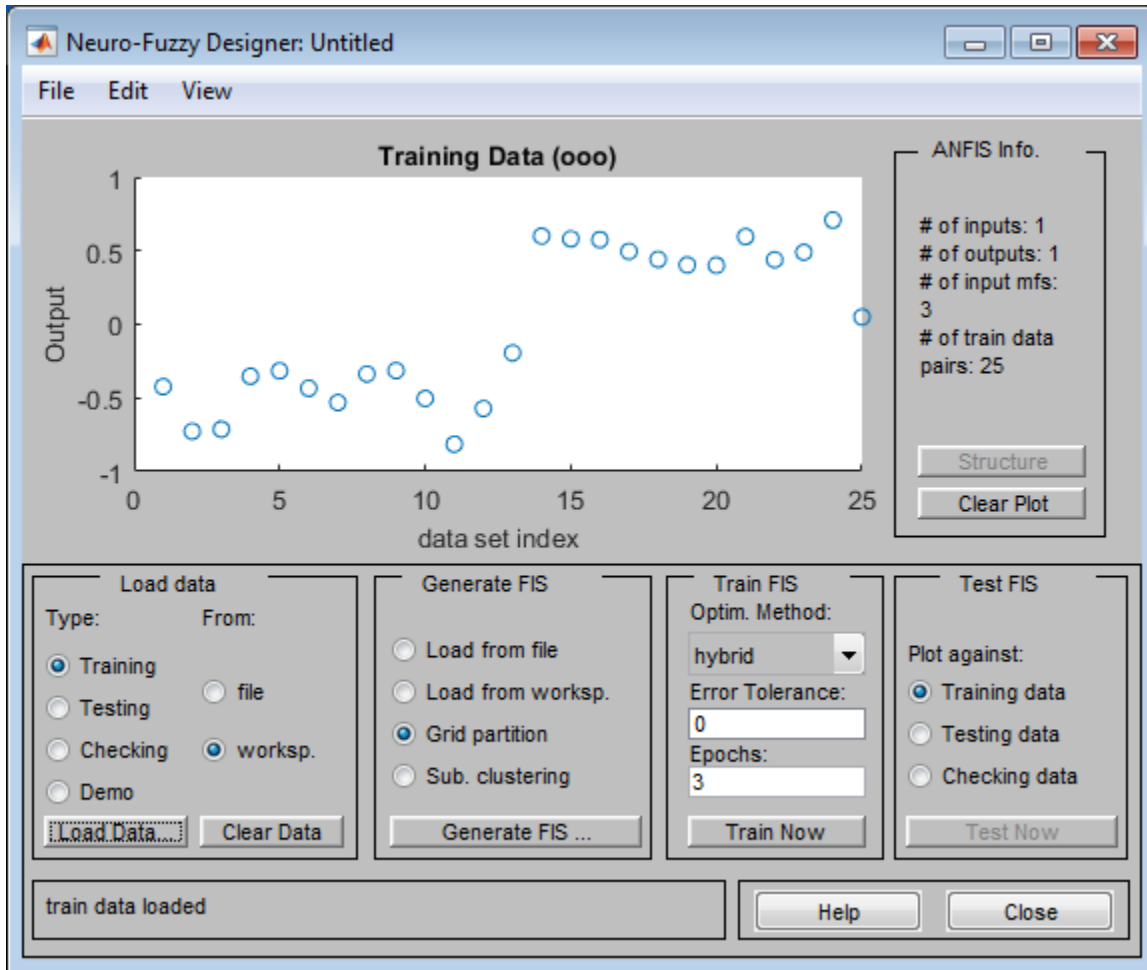 Neuro-Fuzzy Designer: Untitled
File Edit View
Training Data (ooo)
1
0.5
0
-0.5
-1
Output
0 5 10 15 20 25
data set index
ANFIS Info.
# of inputs: 1
# of outputs: 1
# of input mfs:
3
# of train data
pairs: 25
Structure
Clear Plot
Load data
Type: From:
Training
Testing
Checking
Demo
file
worksp.
Load Data... Clear Data
Generate FIS
Load from file
Load from worksp.
Grid partition
Sub. clustering
Generate FIS ...
Train FIS
Optim. Method:
hybrid
Error Tolerance:
0
Epochs:
3
Train Now
Test FIS
Plot against:
Training data
Testing data
Checking data
Test Now
train data loaded
Help Close